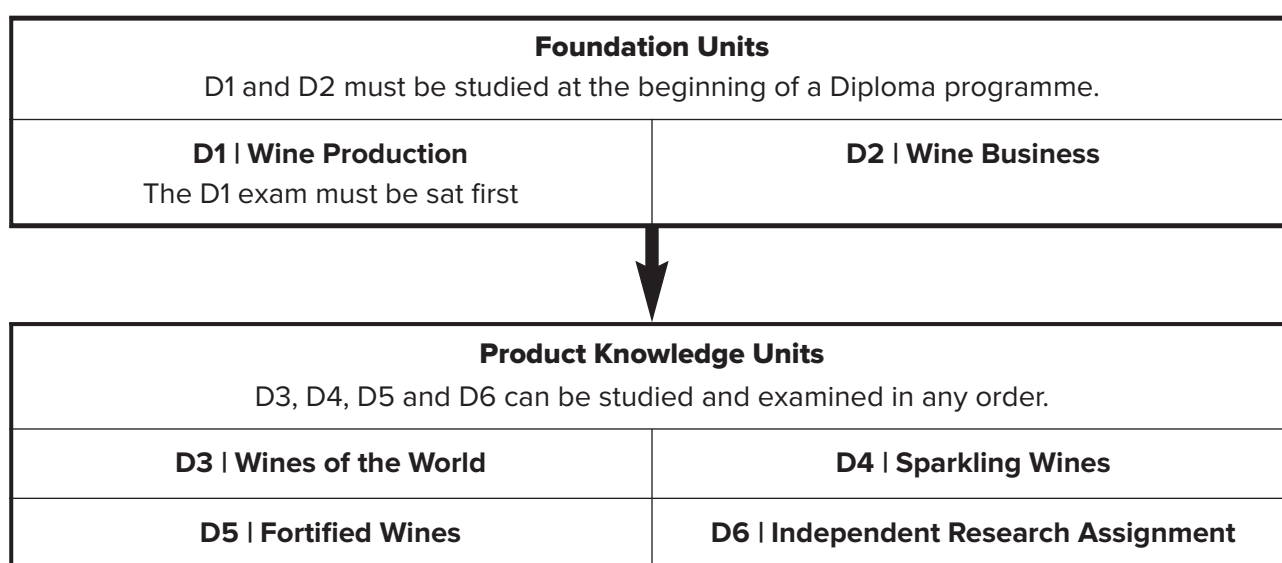 Foundation Units
D1 and D2 must be studied at the beginning of a Diploma programme.
D1 | Wine Production
The D1 exam must be sat first
D2 | Wine Business
Product Knowledge Units
D3, D4, D5 and D6 can be studied and examined in any order.
D3 | Wines of the World
D4 | Sparkling Wines
D5 | Fortified Wines
D6 | Independent Research Assignment